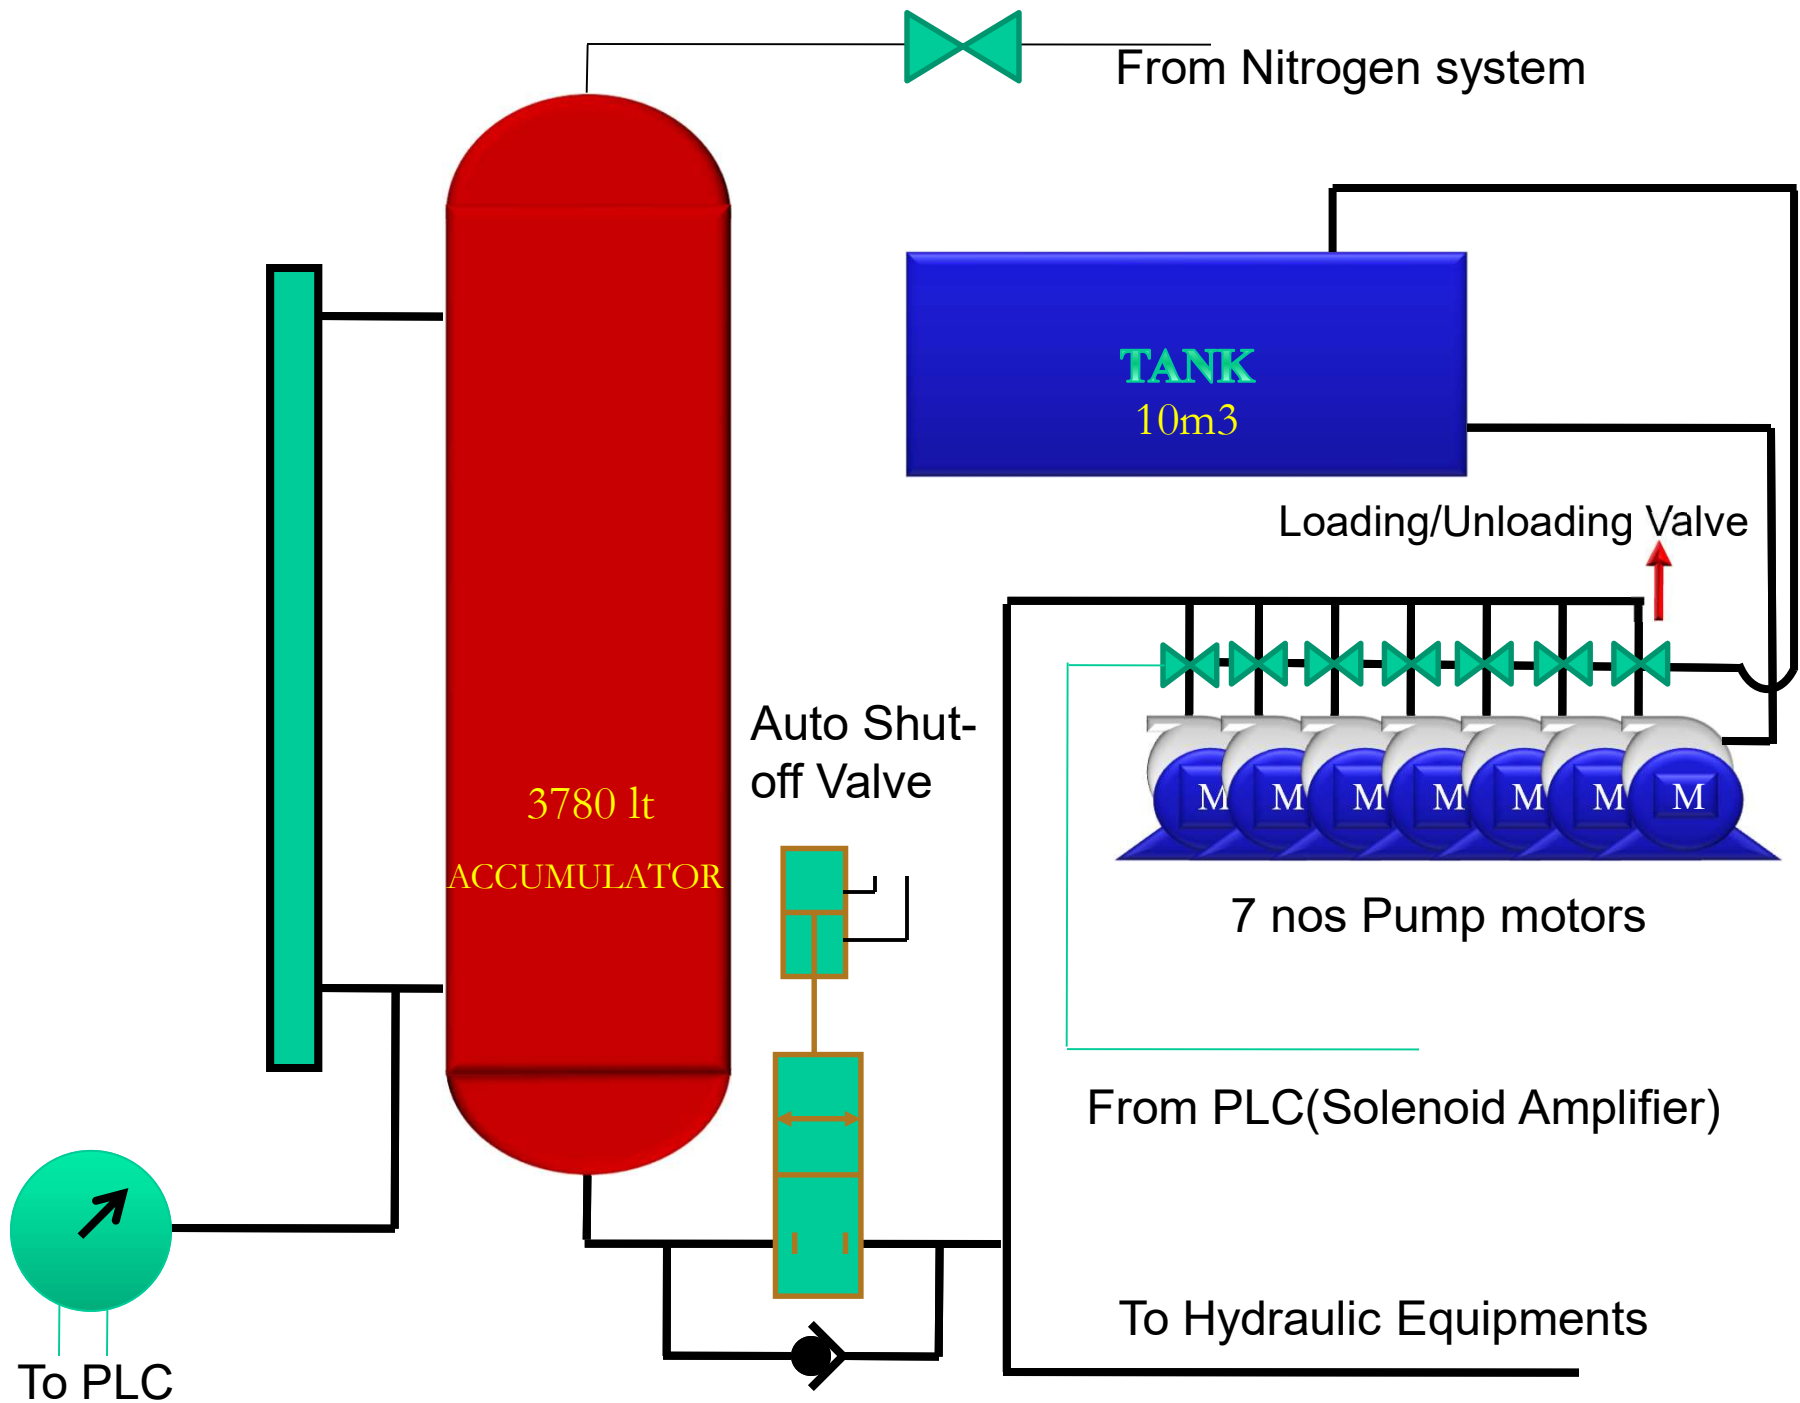 From Nitrogen system
TANK
10m3
Loading/Unloading Valve
Auto Shut-
off Valve
3780 lt
ACCUMULATOR
M M M M M M M
7 nos Pump motors
From PLC(Solenoid Amplifier)
To Hydraulic Equipments
To PLC